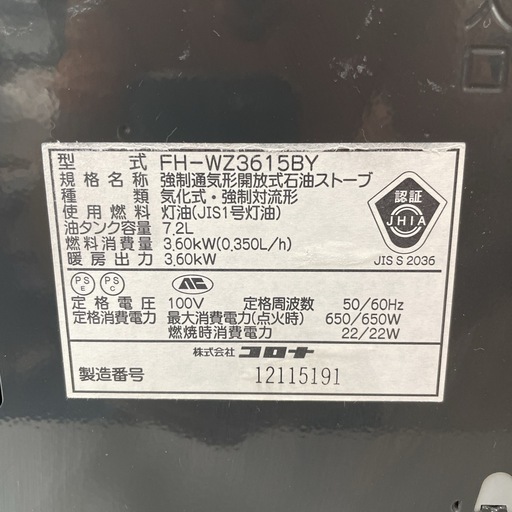 型式 FH-WZ3615BY
規格名称 強制通気形開放式石油ストーブ
種類 気化式・強制対流形
使用燃料 灯油(JIS1号灯油)
油タンク容量 7,2L
燃料消費量 3,60kW(0,350L/h)
暖房出力 3,60kW
認証
JHIA
JIS S 2036
PS E PS C
定格電圧 100V 定格周波数 50/60Hz
定格消費電力 最大消費電力(点火時) 650/650W
燃焼時消費電力 22/22W
株式会社 コロナ
製造番号 12115191